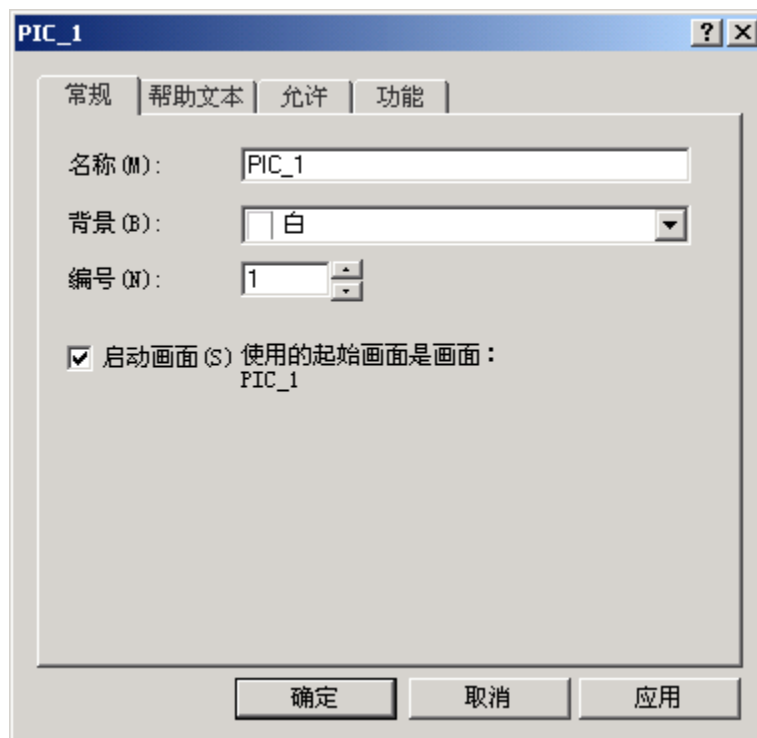 PIC_1
常规 帮助文本 允许 功能
名称(M): PIC_1
背景(B): 白
编号(N): 1
启动画面(S) 使用的起始画面是画面:
PIC_1
确定 取消 应用